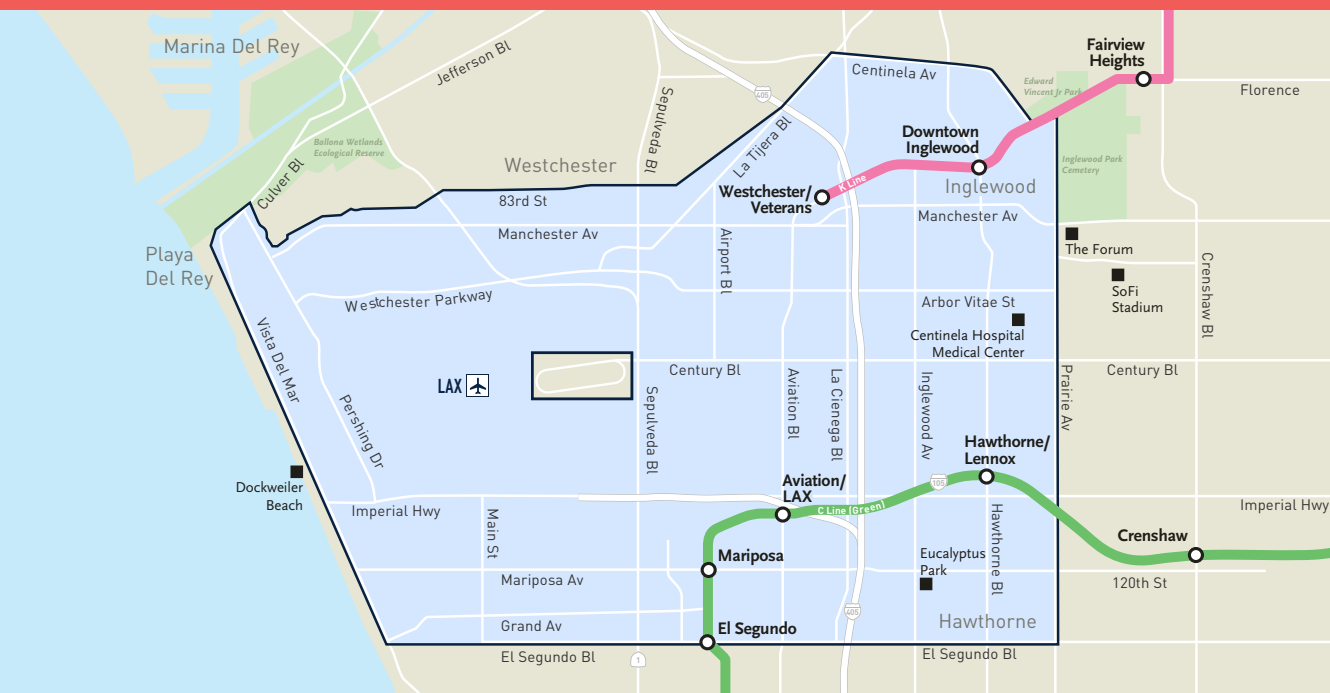 Marina Del Rey
Jefferson Bl
Fairview
Heights
Centinela Av
405
Edward
Vincent Jr Park
Florence
Sepulveda Bl
La Tijera Bl
Ballona Wetlands
Ecological Reserve
Downtown
Inglewood
Culver Bl
Westchester
Inglewood Park
Cemetery
K Line
Inglewood
Westchester/
Veterans
83rd St
Manchester Av
Manchester Av
The Forum
Playa
Del Rey
Airport Bl
Crenshaw Bl
SoFi
Stadium
Westchester Parkway
Arbor Vitae St
Centinela Hospital
Medical Center
Vista Del Mar
LAX
Century Bl
Century Bl
Pershing Dr
Sepulveda Bl
Aviation Bl
La Cienega Bl
Inglewood Av
Prairie Av
Hawthorne/
Lennox
Dockweiler
Beach
Aviation/
LAX
105
C Line (Green)
Imperial Hwy
Imperial Hwy
Main St
Hawthorne Bl
Crenshaw
Mariposa
Eucalyptus
Park
Mariposa Av
120th St
405
Grand Av
El Segundo
Hawthorne
El Segundo Bl
1
El Segundo Bl